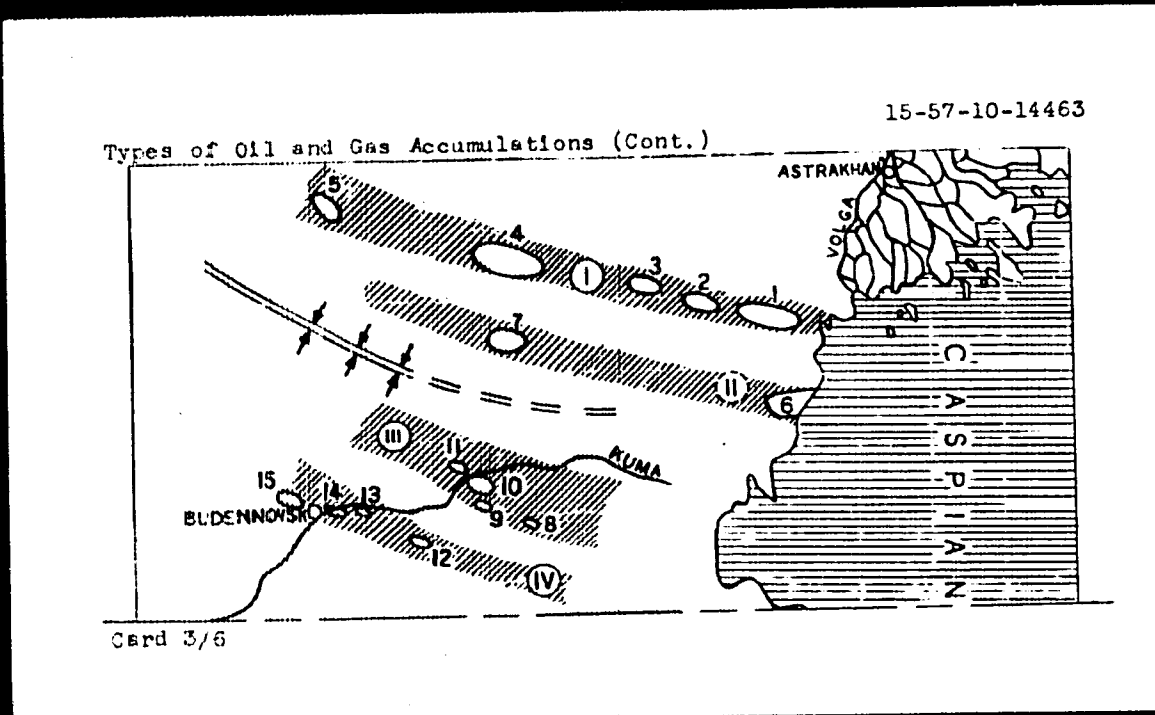 15-57-10-14463
Types of Oil and Gas Accumulations (Cont.)
ASTRAKHAN
VOLGA
5
4
I
3
2
1
7
II
6
CASPIAN
III
11
KUMA
10
15
14
13
BUDENNOVSK
9
8
12
IV
Card 3/6